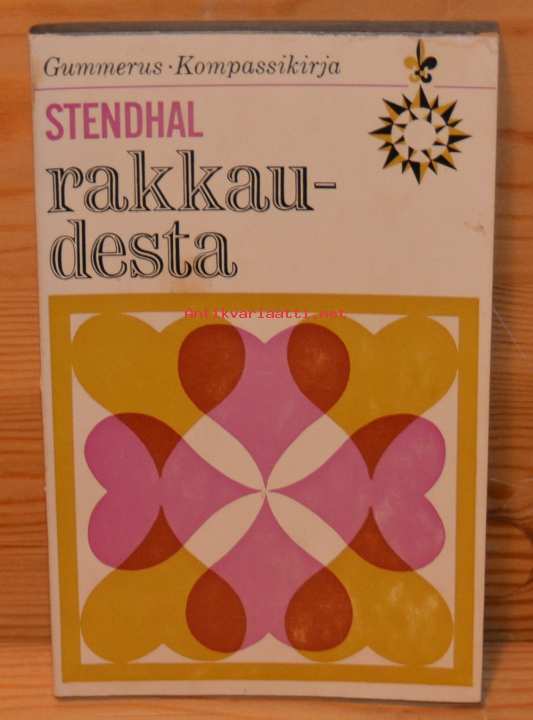 Gummerus · Kompassikirja
STENDHAL
rakkau-
desta
Antikvariaatti.net